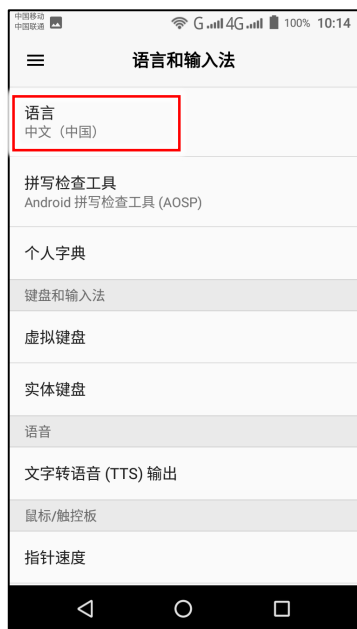 中国移动
中国联通
G 4G 100% 10:14
语言和输入法
语言
中文（中国）
拼写检查工具
Android 拼写检查工具 (AOSP)
个人字典
键盘和输入法
虚拟键盘
实体键盘
语音
文字转语音 (TTS) 输出
鼠标/触控板
指针速度